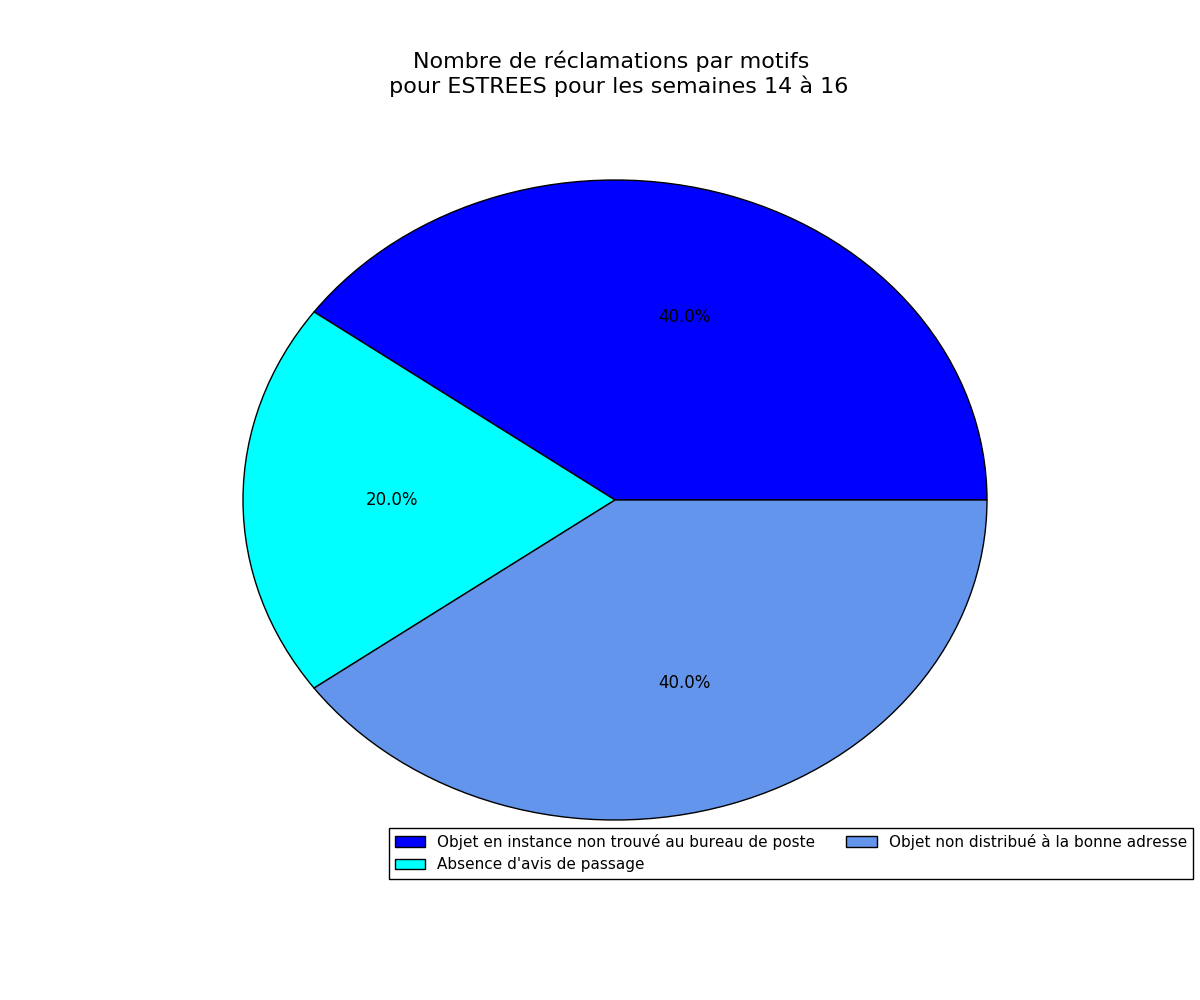 Nombre de réclamations par motifs
pour ESTREES pour les semaines 14 à 16
40.0%
20.0%
40.0%
Objet en instance non trouvé au bureau de poste
Absence d'avis de passage
Objet non distribué à la bonne adresse